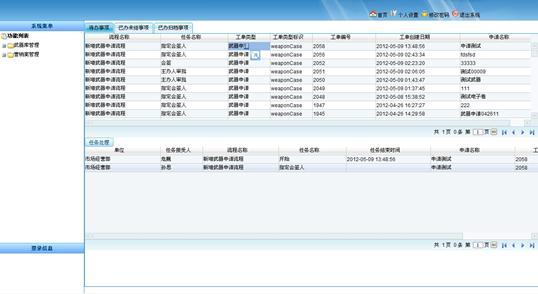 首页 个人设置 修改密码 退出系统
系统菜单
功能列表
武器库管理
营销案管理
登录信息
待办事项 已办未结事项 已办归档事项
流程名称 任务名称 工单类型 工单类型标识 工单编号 工单创建日期 申请名称
新增武器申请流程 指定会签人 武器申请 weaponCase 2058 2012-05-09 13:48:56 申请测试
新增武器申请流程 指定会签人 武器申请 weaponCase 2056 2012-05-09 02:43:34 fdsfsd
新增武器申请流程 会签 武器申请 weaponCase 2052 2012-05-09 02:23:20 33333
新增武器申请流程 主办人审批 武器申请 weaponCase 2051 2012-05-09 02:06:05 测试00009
新增武器申请流程 主办人审批 武器申请 weaponCase 2050 2012-05-09 01:43:47 测试武器
新增武器申请流程 指定会签人 武器申请 weaponCase 2049 2012-05-09 01:37:45 111
新增武器申请流程 指定会签人 武器申请 weaponCase 2048 2012-05-08 15:38:52 测试电子卷
新增武器申请流程 指定会签人 武器申请 weaponCase 1947 2012-04-26 16:27:27 222
新增武器申请流程 指定会签人 武器申请 weaponCase 1945 2012-04-26 14:29:58 武器申请042611
共 1页 0条 第 1 页
任务处理
单位 任务接受人 流程名称 任务名称 任务结束时间 申请名称 工
市场经营部 新增武器申请流程 开始 2012-05-09 13:48:56 申请测试 2058
市场经营部 孙思 新增武器申请流程 指定会签人 申请测试 2058
共 1页 0条 第 1 页